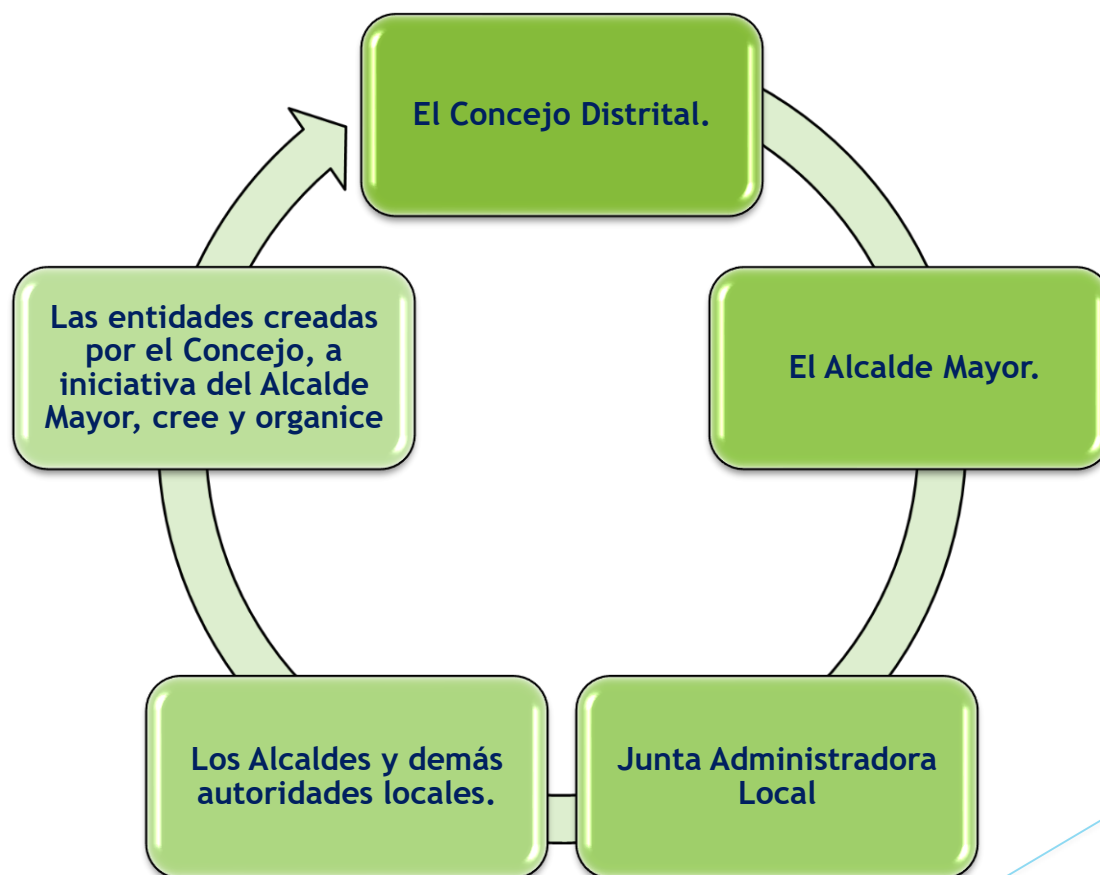 El Concejo Distrital.
El Alcalde Mayor.
Junta Administradora
Local
Los Alcaldes y demás
autoridades locales.
Las entidades creadas
por el Concejo, a
iniciativa del Alcalde
Mayor, cree y organice